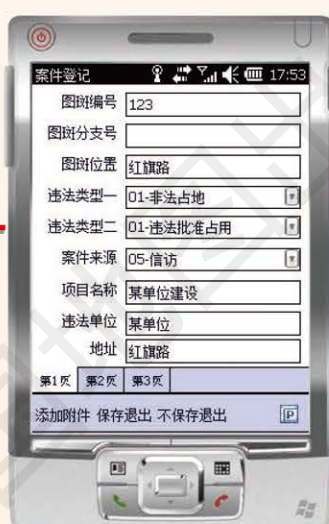 案件登记 17:53
图斑编号 123
图斑分支号
图斑位置 红旗路
违法类型一 01-非法占地
违法类型二 01-违法批准占用
案件来源 05-信访
项目名称 某单位建设
违法单位 某单位
地址 红旗路
第1页 第2页 第3页
添加附件 保存退出 不保存退出 P